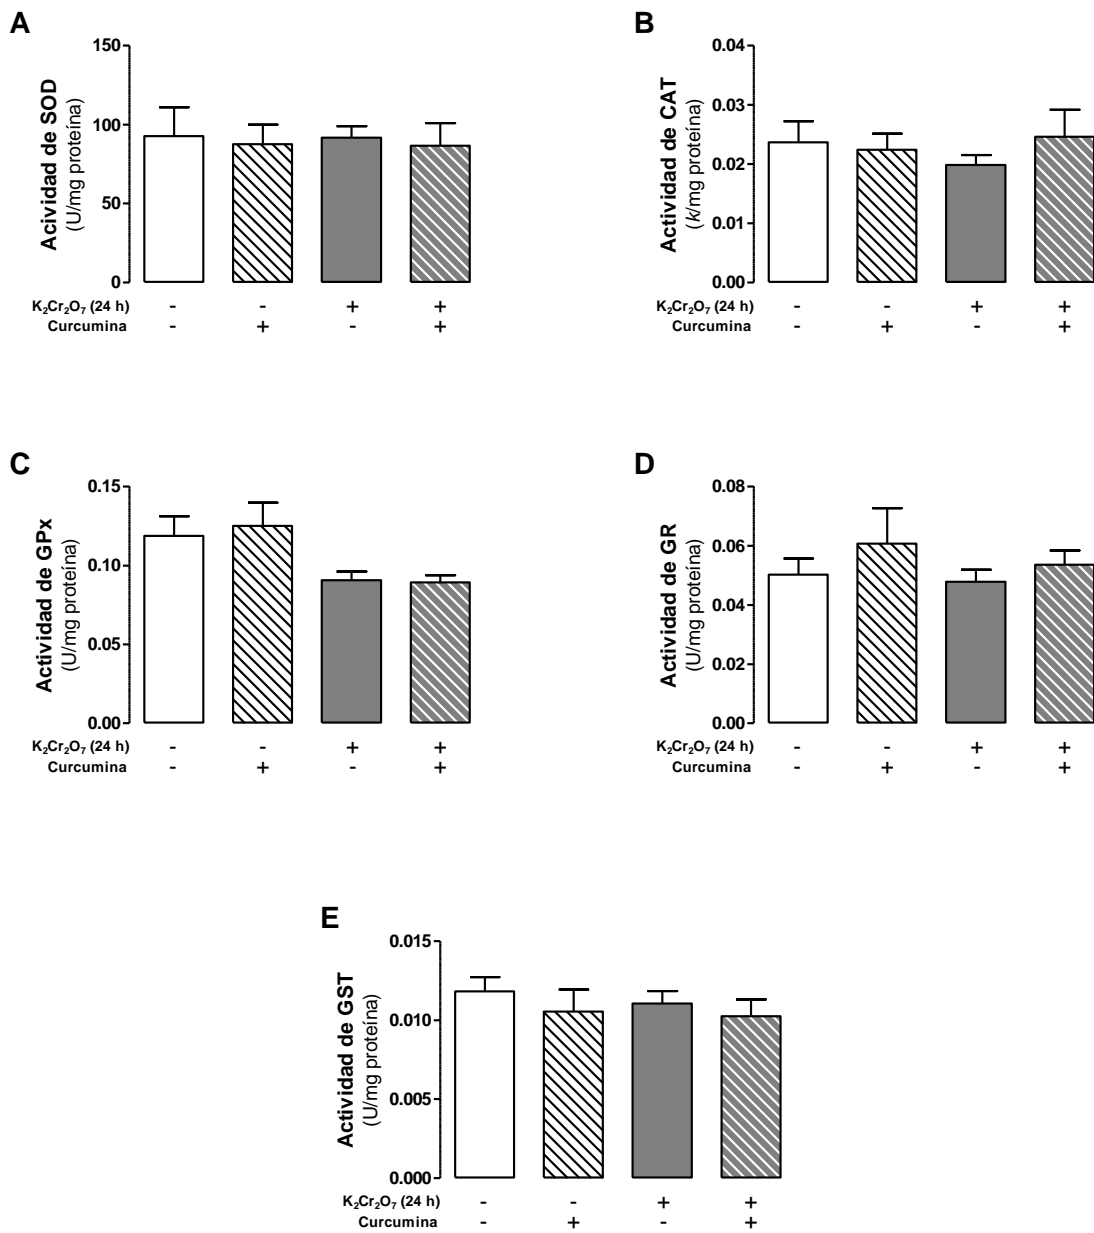 A
Acividad de SOD
(U/mg proteína)
150
100
50
0
K₂Cr₂O₇ (24 h) - - + +
Curcumina - + - +
B
Actividad de CAT
(k/mg proteína)
0.04
0.03
0.02
0.01
0.00
K₂Cr₂O₇ (24 h) - - + +
Curcumina - + - +
C
Actividad de GPx
(U/mg proteína)
0.15
0.10
0.05
0.00
K₂Cr₂O₇ (24 h) - - + +
Curcumina - + - +
D
Actividad de GR
(U/mg proteína)
0.08
0.06
0.04
0.02
0.00
K₂Cr₂O₇ (24 h) - - + +
Curcumina - + - +
E
Actividad de GST
(U/mg proteína)
0.015
0.010
0.005
0.000
K₂Cr₂O₇ (24 h) - - + +
Curcumina - + - +